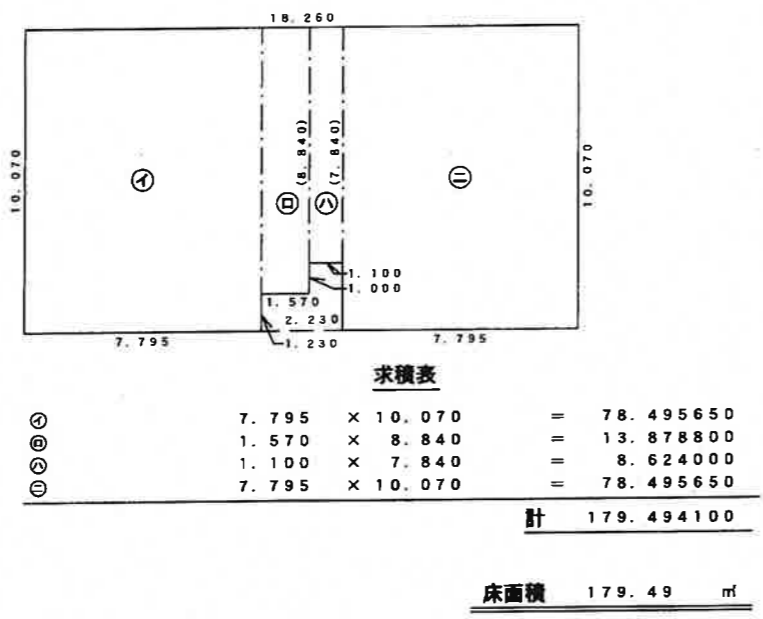 18.260
10.070
㋑
㋺
(8.840)
㋩
(7.840)
㋥
10.070
1.100
1.000
1.570
2.230
1.230
7.795
7.795
求積表
㋑ 7.795 × 10.070 = 78.495650
㋺ 1.570 × 8.840 = 13.878800
㋩ 1.100 × 7.840 = 8.624000
㋥ 7.795 × 10.070 = 78.495650
計 179.494100
床面積 179.49 ㎡